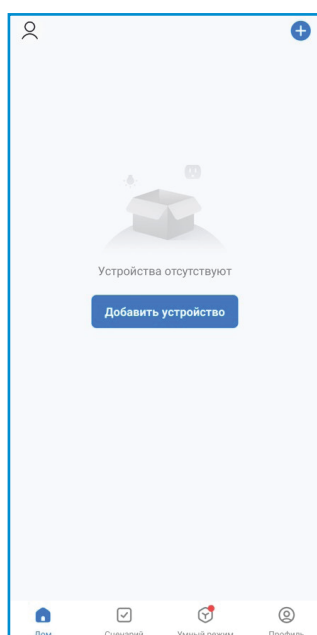 Устройства отсутствуют
Добавить устройство
Дом Сценарий Умный режим Профиль